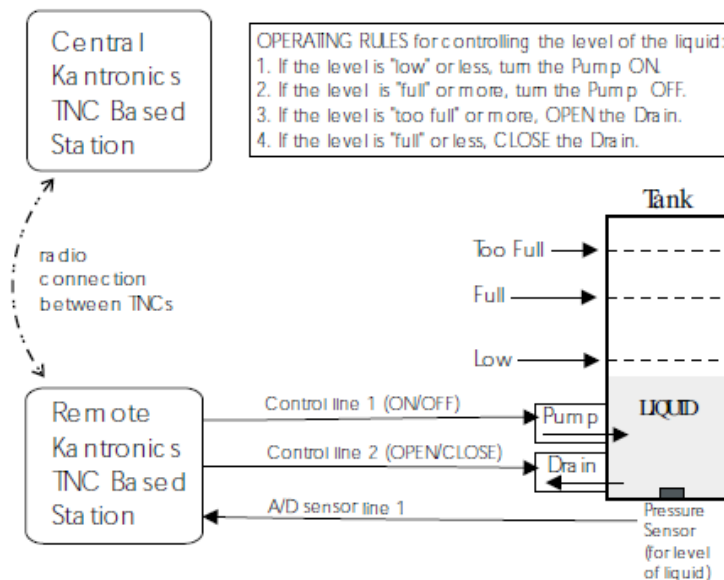 Central
Kantronics
TNC Based
Station
OPERATING RULES for controlling the level of the liquid:
1. If the level is "low" or less, turn the Pump ON.
2. If the level is "full" or more, turn the Pump OFF.
3. If the level is "too full" or more, OPEN the Drain.
4. If the level is "full" or less, CLOSE the Drain.
radio
connection
between TNCs
Tank
Too Full
Full
Low
LIQUID
Remote
Kantronics
TNC Based
Station
Control line 1 (ON/OFF)
Pump
Control line 2 (OPEN/CLOSE)
Drain
A/D sensor line 1
Pressure
Sensor
(for level
of liquid)